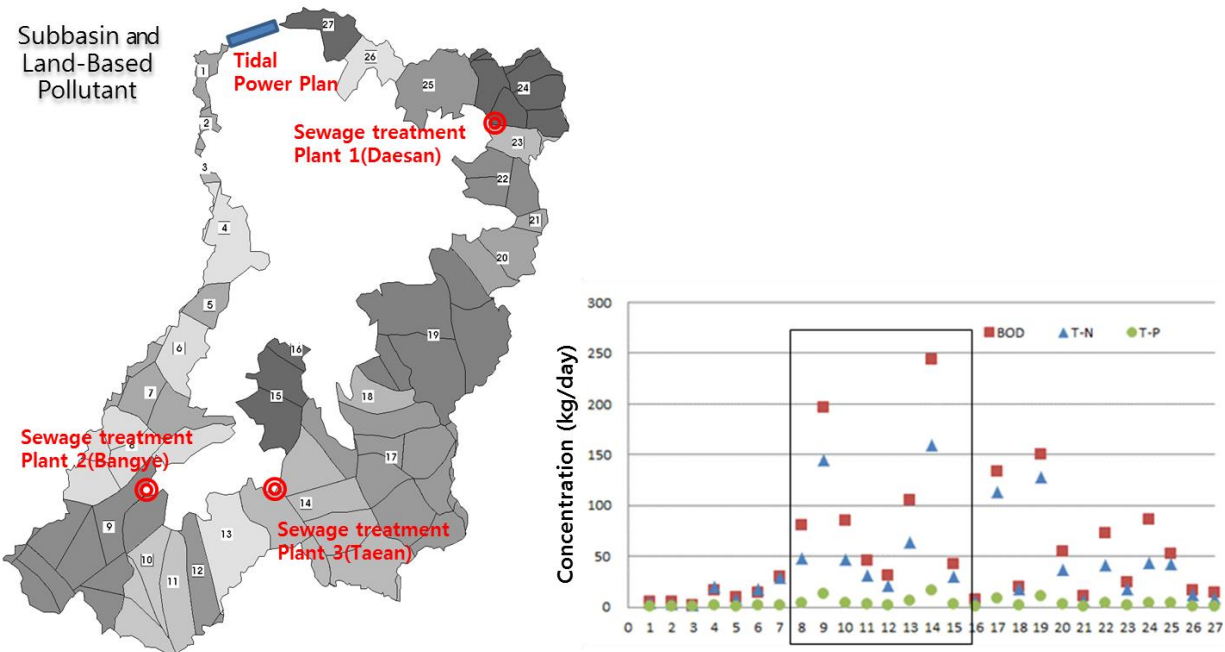 Subbasin and
Land-Based
Pollutant
Tidal
Power Plan
Sewage treatment
Plant 1(Daesan)
Sewage treatment
Plant 2(Bangye)
Sewage treatment
Plant 3(Taean)
1
2
3
4
5
6
7
8
9
10
11
12
13
14
15
16
17
18
19
20
21
22
23
24
25
26
27
Concentration (kg/day)
300
250
200
150
100
50
0
BOD T-N T-P
0 1 2 3 4 5 6 7 8 9 10 11 12 13 14 15 16 17 18 19 20 21 22 23 24 25 26 27